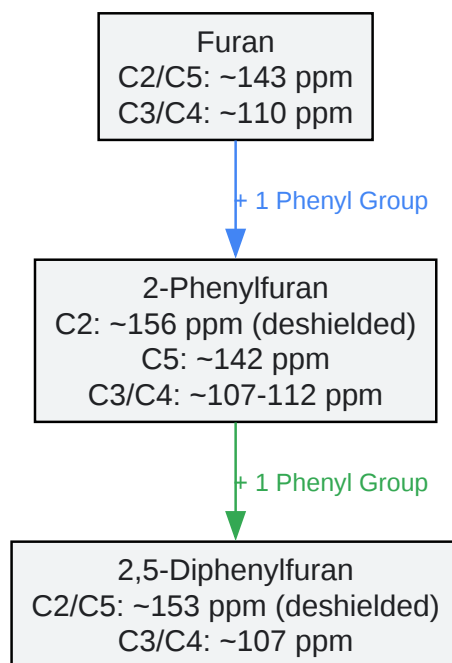 Furan
C2/C5: ~143 ppm
C3/C4: ~110 ppm
+ 1 Phenyl Group
2-Phenylfuran
C2: ~156 ppm (deshielded)
C5: ~142 ppm
C3/C4: ~107-112 ppm
+ 1 Phenyl Group
2,5-Diphenylfuran
C2/C5: ~153 ppm (deshielded)
C3/C4: ~107 ppm